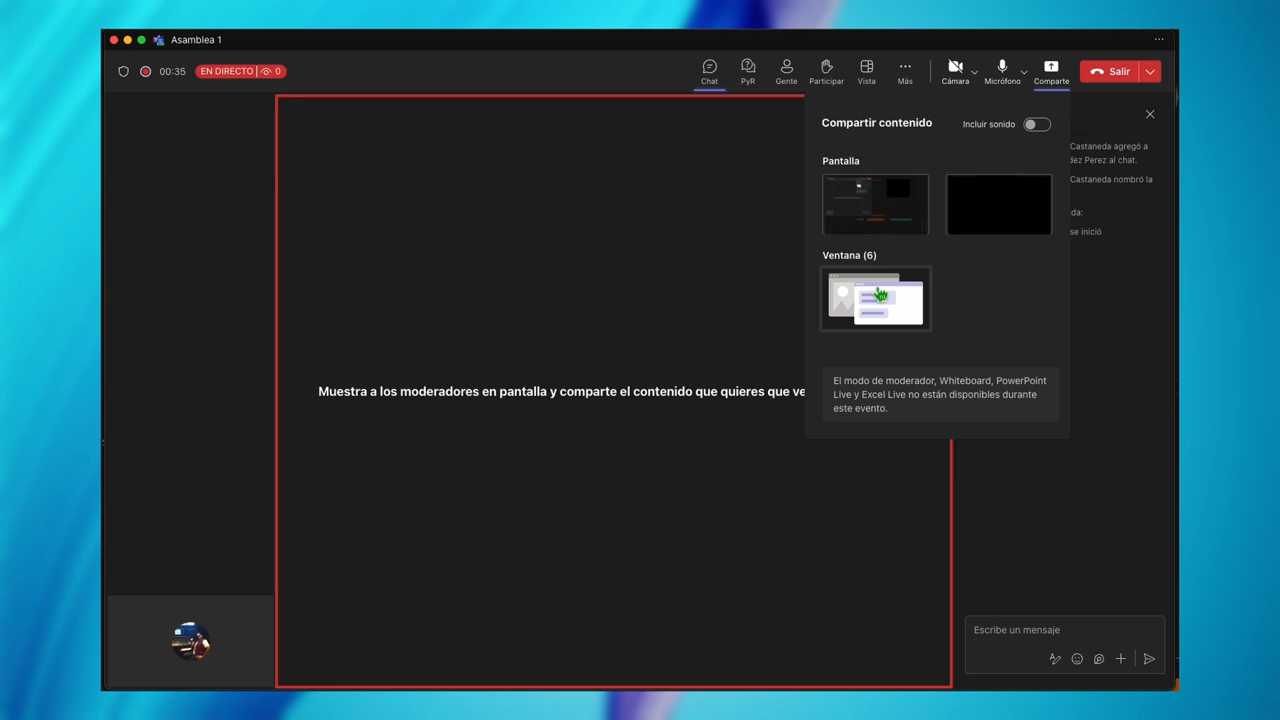 Asamblea 1
00:35
EN DIRECTO
0
Chat
PyR
Gente
Participar
Vista
Más
Cámara
Micrófono
Comparte
Salir
Compartir contenido
Incluir sonido
Pantalla
Ventana (6)
El modo de moderador, Whiteboard, PowerPoint
Live y Excel Live no están disponibles durante
este evento.
Castaneda agregó a
dez Perez al chat.
Castaneda nombró la
da:
se inició
Muestra a los moderadores en pantalla y comparte el contenido que quieres que ve
Escribe un mensaje